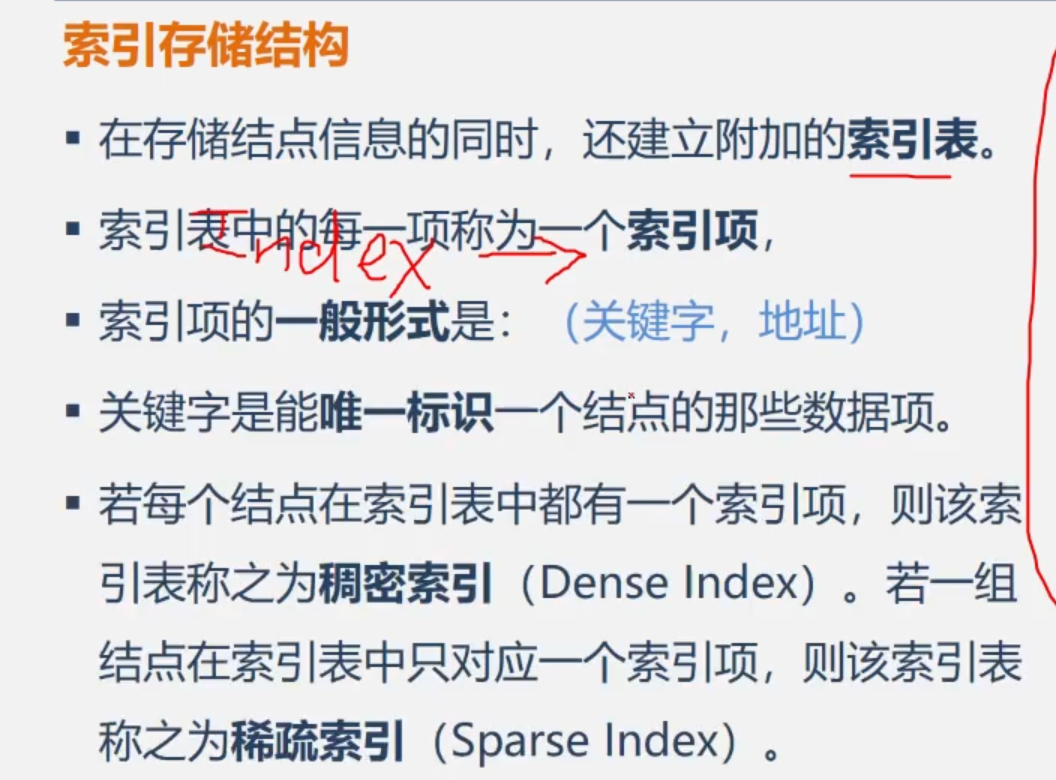 索引存储结构
▪ 在存储结点信息的同时，还建立附加的索引表。
▪ 索引表中的每一项称为一个索引项，
Index
▪ 索引项的一般形式是：（关键字，地址）
▪ 关键字是能唯一标识一个结点的那些数据项。
▪ 若每个结点在索引表中都有一个索引项，则该索
引表称之为稠密索引（Dense Index）。若一组
结点在索引表中只对应一个索引项，则该索引表
称之为稀疏索引（Sparse Index）。